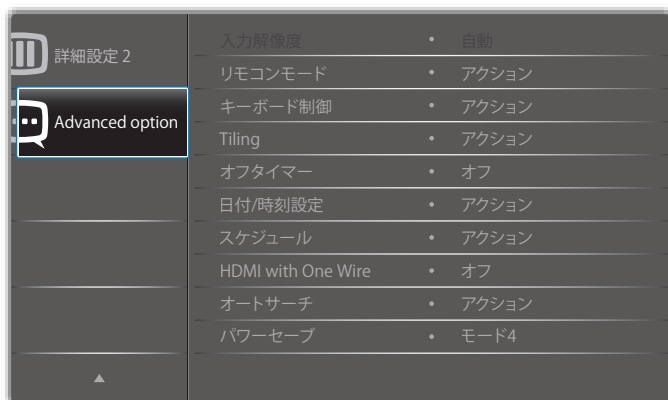 詳細設定 2
Advanced option
入力解像度 • 自動
リモコンモード • アクション
キーボード制御 • アクション
Tiling • アクション
オフタイマー • オフ
日付/時刻設定 • アクション
スケジュール • アクション
HDMI with One Wire • オフ
オートサーチ • アクション
パワーセーブ • モード4